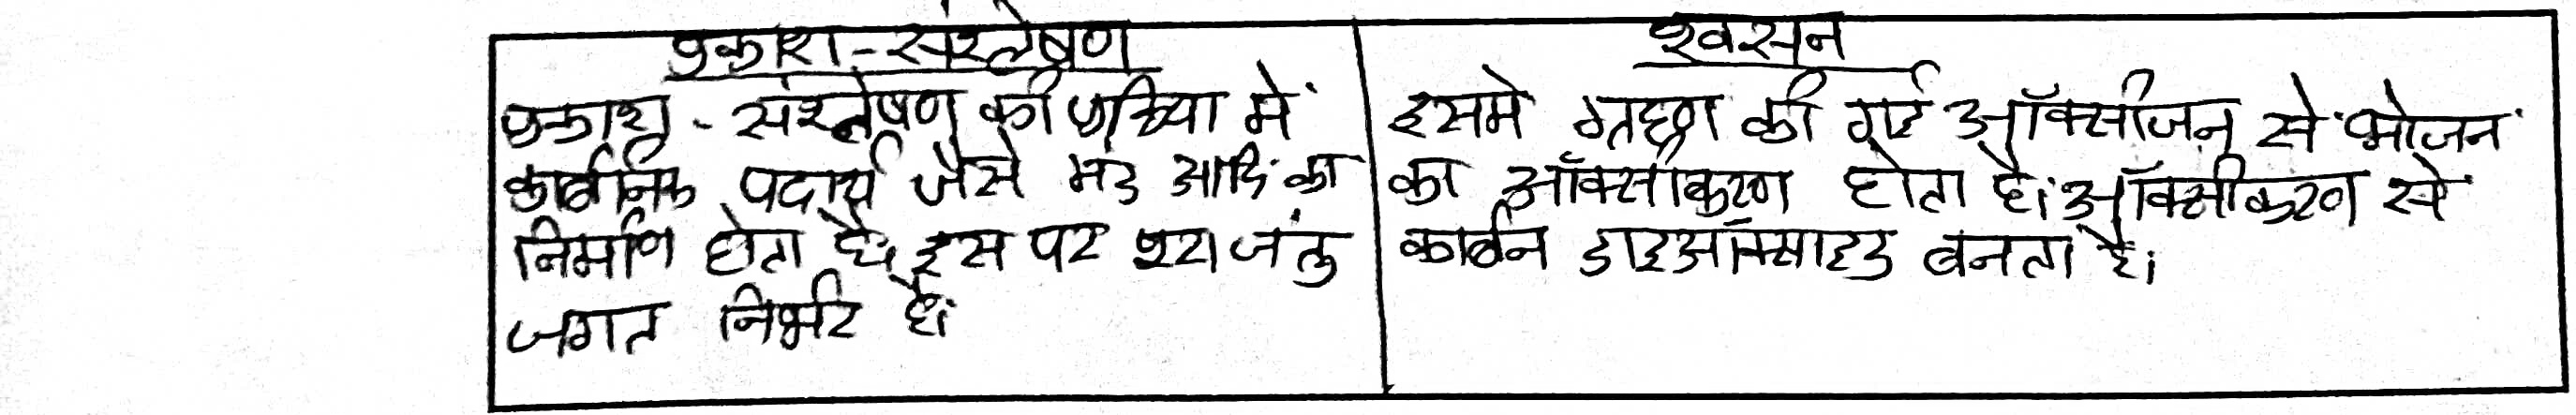 प्रकाश-संश्लेषण
प्रकाश - संश्लेषण की प्रक्रिया में
कार्बनिक पदार्थ जैसे मंड आदि का
निर्माण होता है। इस पर पूरा जंतु
जगत निर्भर है।
श्वसन
इसमे ग्रहण की गई ऑक्सीजन से भोजन
का ऑक्सीकरण होता है। ऑक्सीकरण से
कार्बन डाइऑक्साइड बनता है।